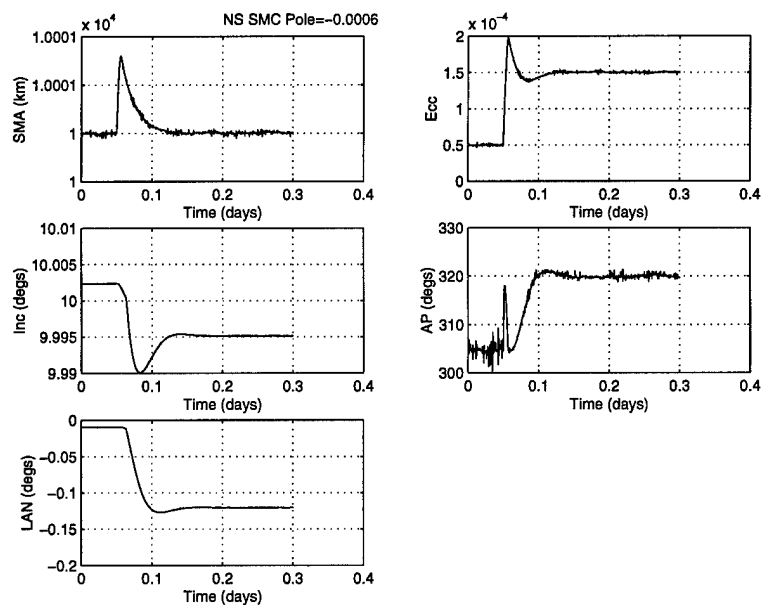 NS SMC Pole=-0.0006
x 10^4
1.0001
1.0001
1
1
SMA (km)
0 0.1 0.2 0.3 0.4
Time (days)
x 10^-4
2
1.5
1
0.5
0
Ecc
0 0.1 0.2 0.3 0.4
Time (days)
10.01
10.005
10
9.995
9.99
Inc (degs)
0 0.1 0.2 0.3 0.4
Time (days)
330
320
310
300
AP (degs)
0 0.1 0.2 0.3 0.4
Time (days)
0
-0.05
-0.1
-0.15
-0.2
LAN (degs)
0 0.1 0.2 0.3 0.4
Time (days)